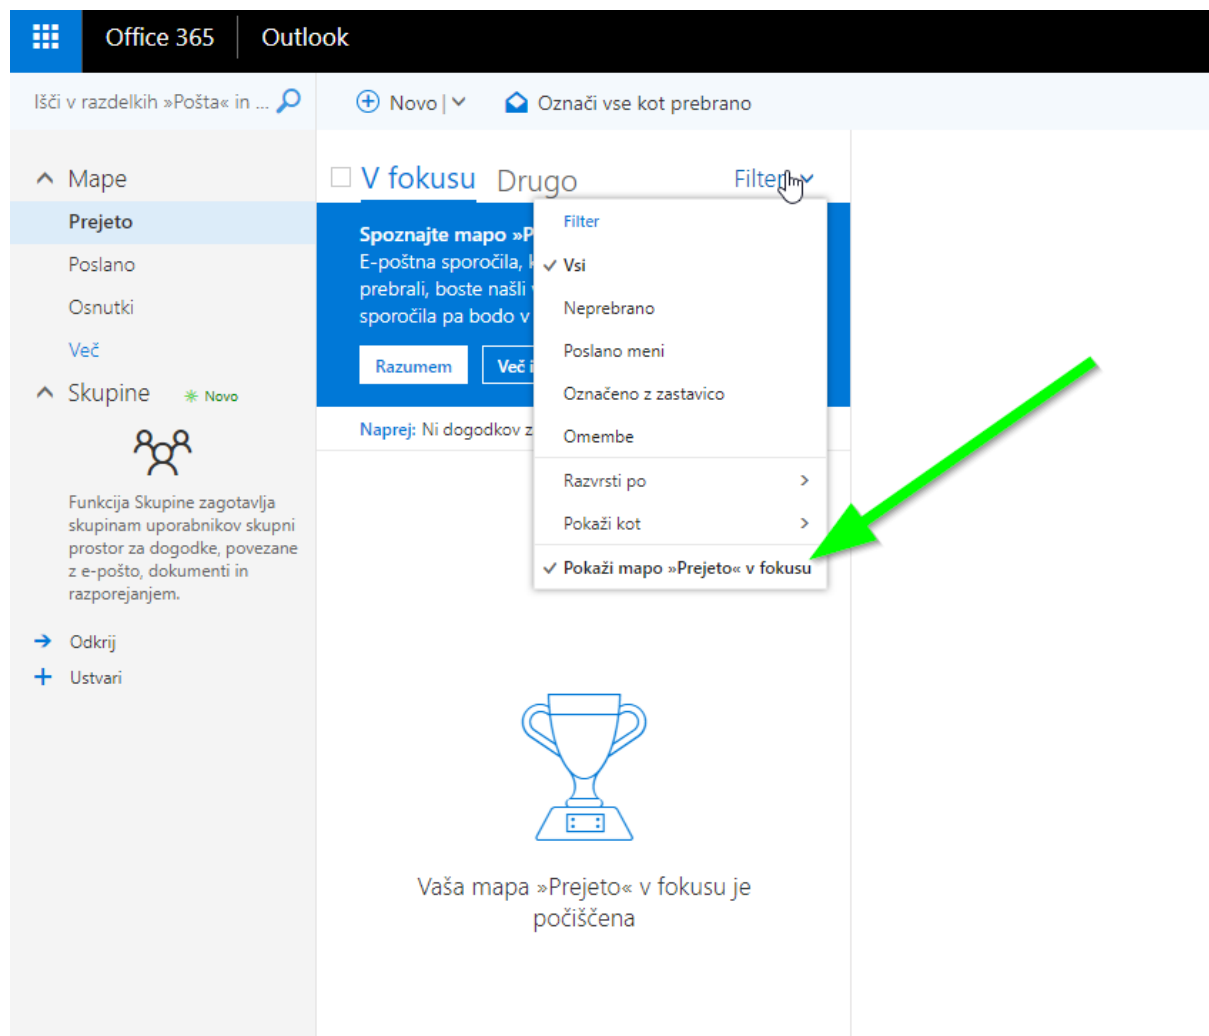 Office 365
Outlook
Išči v razdelkih »Pošta« in ...
Novo
Označi vse kot prebrano
Mape
Prejeto
Poslano
Osnutki
Več
Skupine
Novo
Funkcija Skupine zagotavlja
skupinam uporabnikov skupni
prostor za dogodke, povezane
z e-pošto, dokumenti in
razporejanjem.
Odkrij
Ustvari
V fokusu
Drugo
Filter
Spoznajte mapo
E-poštna sporočila,
prebrali, boste našli
sporočila pa bodo v
Razumem
Več
Naprej: Ni dogodkov
Filter
Vsi
Neprebrano
Poslano meni
Označeno z zastavico
Omembe
Razvrsti po
Pokaži kot
Pokaži mapo »Prejeto« v fokusu
Vaša mapa »Prejeto« v fokusu je
počiščena